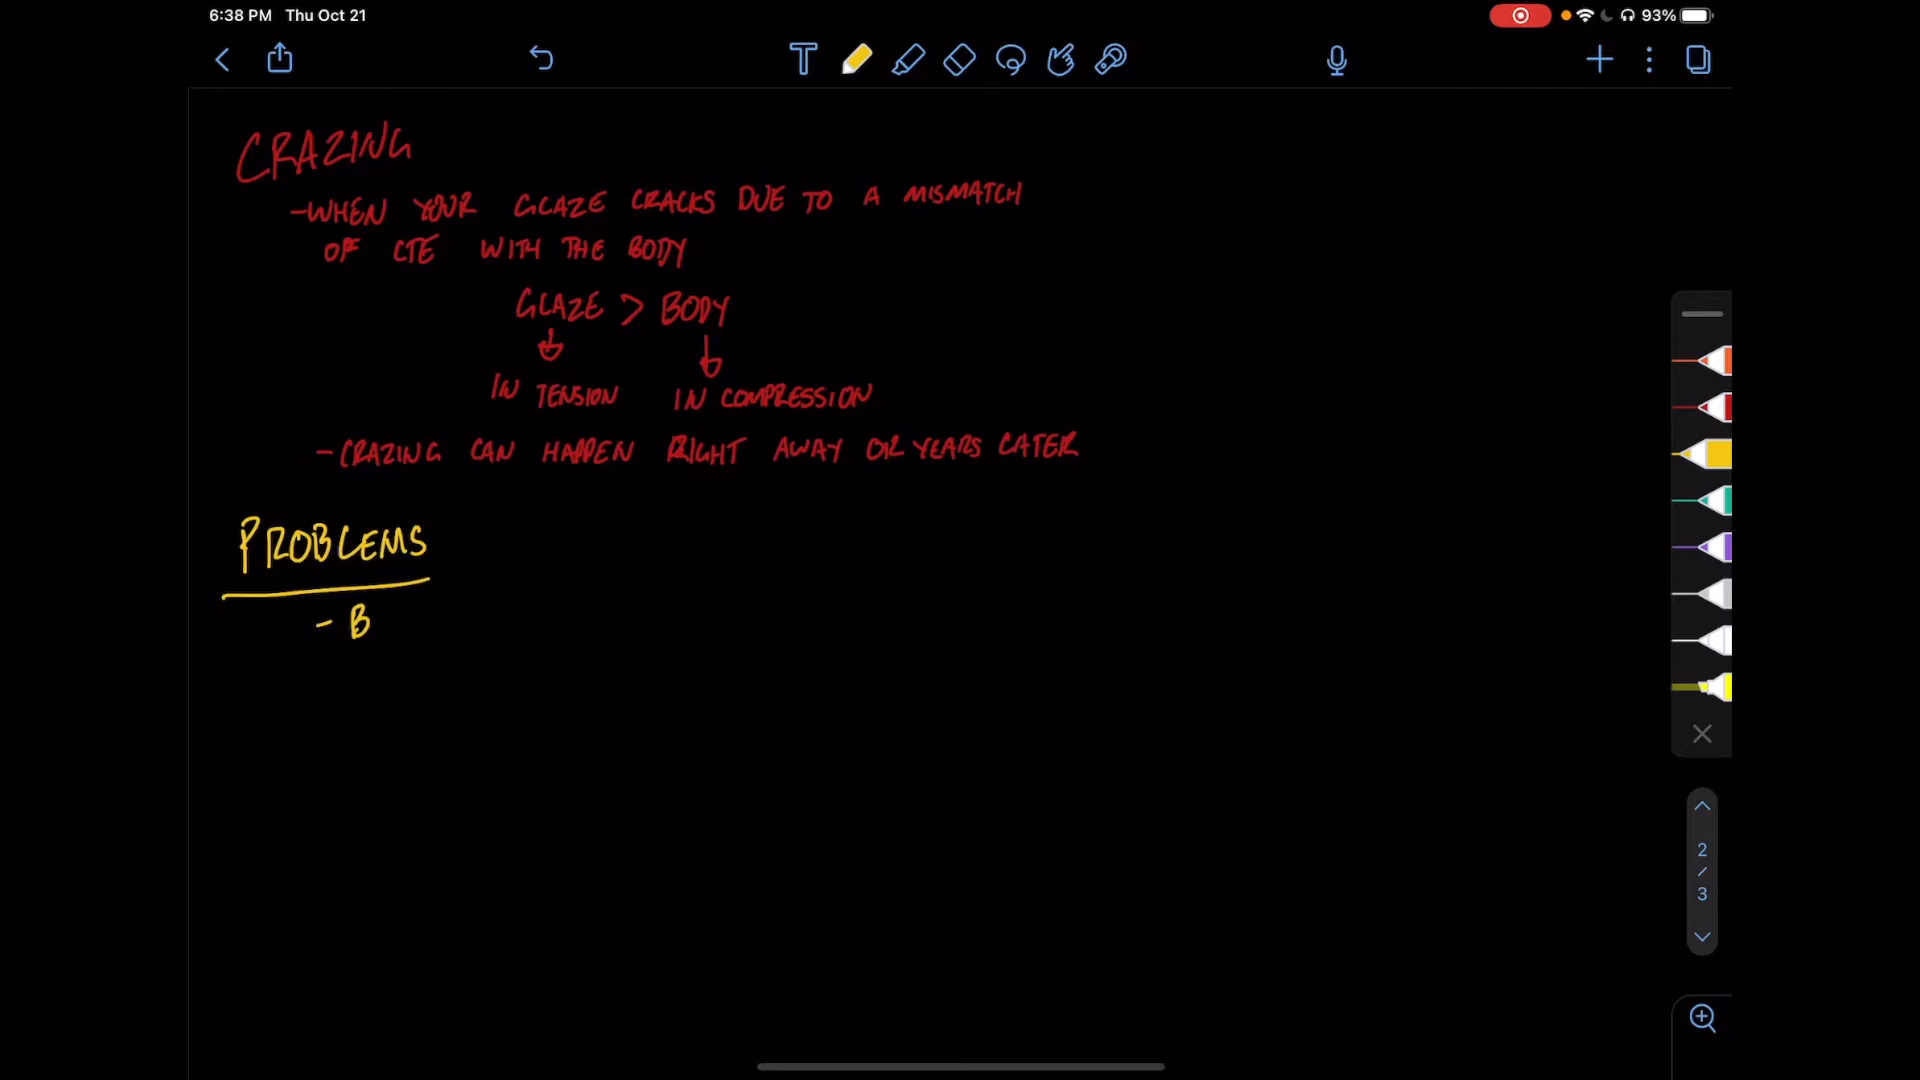 6:38 PM Thu Oct 21
93%
CRAZING
- WHEN YOUR GLAZE CRACKS DUE TO A MISMATCH
OF CTE WITH THE BODY
GLAZE > BODY
IN TENSION IN COMPRESSION
- CRAZING CAN HAPPEN RIGHT AWAY OR YEARS LATER
PROBLEMS
- B
2
/
3